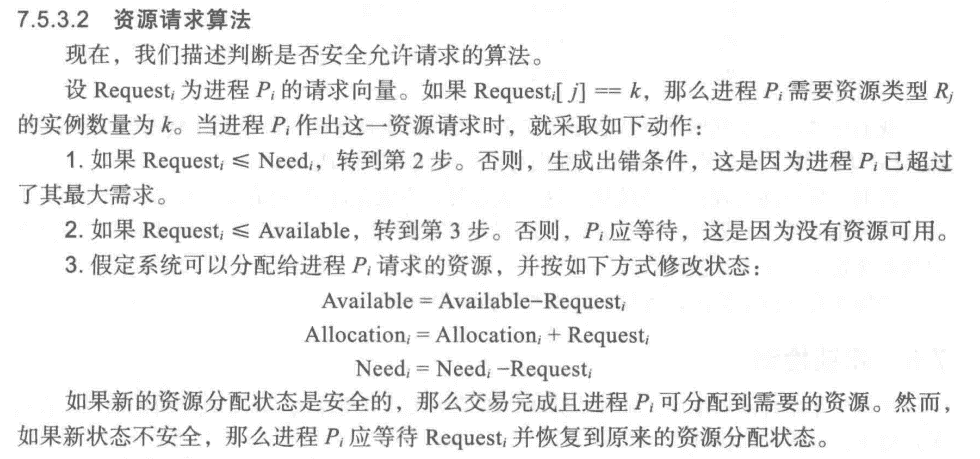 7.5.3.2 资源请求算法
现在，我们描述判断是否安全允许请求的算法。
设 Requestᵢ 为进程 Pᵢ 的请求向量。如果 Requestᵢ[ j] == k，那么进程 Pᵢ 需要资源类型 Rⱼ
的实例数量为 k。当进程 Pᵢ 作出这一资源请求时，就采取如下动作：
1. 如果 Requestᵢ ≤ Needᵢ，转到第 2 步。否则，生成出错条件，这是因为进程 Pᵢ 已超过
了其最大需求。
2. 如果 Requestᵢ ≤ Available，转到第 3 步。否则，Pᵢ 应等待，这是因为没有资源可用。
3. 假定系统可以分配给进程 Pᵢ 请求的资源，并按如下方式修改状态：
Available = Available−Requestᵢ
Allocationᵢ = Allocationᵢ + Requestᵢ
Needᵢ = Needᵢ −Requestᵢ
如果新的资源分配状态是安全的，那么交易完成且进程 Pᵢ 可分配到需要的资源。然而，
如果新状态不安全，那么进程 Pᵢ 应等待 Requestᵢ 并恢复到原来的资源分配状态。